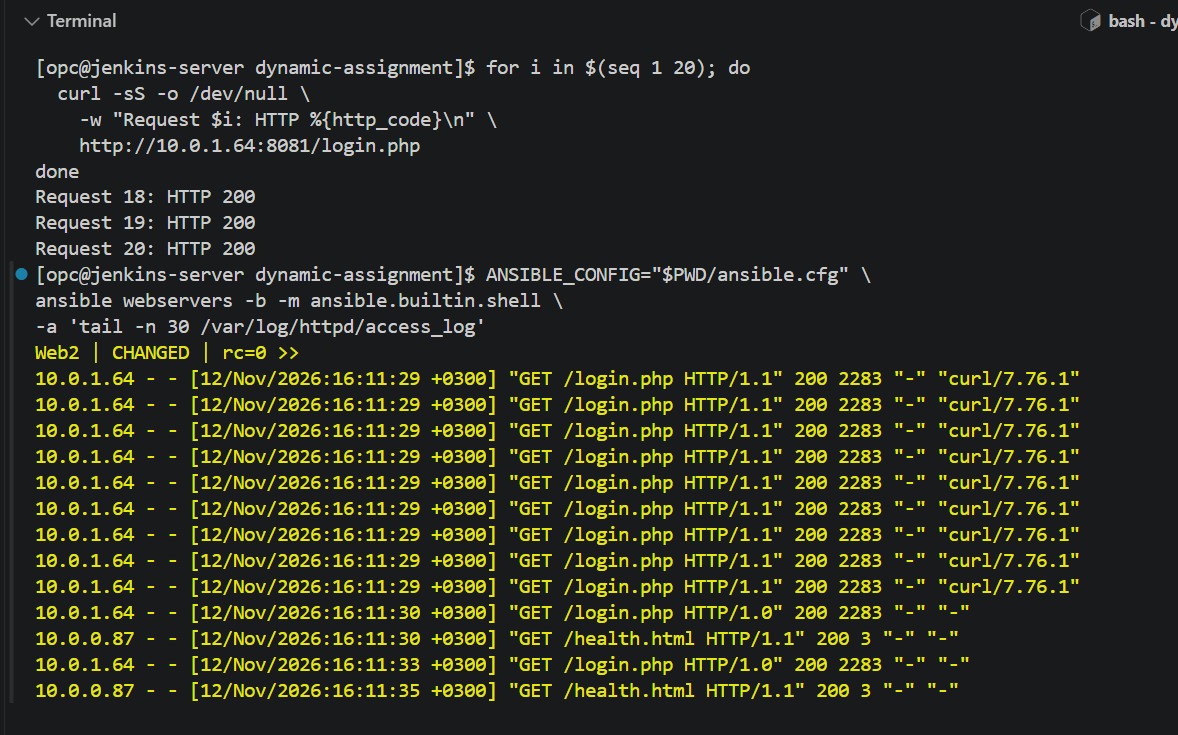 Terminal
bash - dy
[opc@jenkins-server dynamic-assignment]$ for i in $(seq 1 20); do
  curl -sS -o /dev/null \
    -w "Request $i: HTTP %{http_code}\n" \
    http://10.0.1.64:8081/login.php
done
Request 18: HTTP 200
Request 19: HTTP 200
Request 20: HTTP 200
[opc@jenkins-server dynamic-assignment]$ ANSIBLE_CONFIG="$PWD/ansible.cfg" \
ansible webservers -b -m ansible.builtin.shell \
-a 'tail -n 30 /var/log/httpd/access_log'
Web2 | CHANGED | rc=0 >>
10.0.1.64 - - [12/Nov/2026:16:11:29 +0300] "GET /login.php HTTP/1.1" 200 2283 "-" "curl/7.76.1"
10.0.1.64 - - [12/Nov/2026:16:11:29 +0300] "GET /login.php HTTP/1.1" 200 2283 "-" "curl/7.76.1"
10.0.1.64 - - [12/Nov/2026:16:11:29 +0300] "GET /login.php HTTP/1.1" 200 2283 "-" "curl/7.76.1"
10.0.1.64 - - [12/Nov/2026:16:11:29 +0300] "GET /login.php HTTP/1.1" 200 2283 "-" "curl/7.76.1"
10.0.1.64 - - [12/Nov/2026:16:11:29 +0300] "GET /login.php HTTP/1.1" 200 2283 "-" "curl/7.76.1"
10.0.1.64 - - [12/Nov/2026:16:11:29 +0300] "GET /login.php HTTP/1.1" 200 2283 "-" "curl/7.76.1"
10.0.1.64 - - [12/Nov/2026:16:11:29 +0300] "GET /login.php HTTP/1.1" 200 2283 "-" "curl/7.76.1"
10.0.1.64 - - [12/Nov/2026:16:11:29 +0300] "GET /login.php HTTP/1.1" 200 2283 "-" "curl/7.76.1"
10.0.1.64 - - [12/Nov/2026:16:11:29 +0300] "GET /login.php HTTP/1.1" 200 2283 "-" "curl/7.76.1"
10.0.1.64 - - [12/Nov/2026:16:11:30 +0300] "GET /login.php HTTP/1.0" 200 2283 "-" "-"
10.0.0.87 - - [12/Nov/2026:16:11:30 +0300] "GET /health.html HTTP/1.1" 200 3 "-" "-"
10.0.1.64 - - [12/Nov/2026:16:11:33 +0300] "GET /login.php HTTP/1.0" 200 2283 "-" "-"
10.0.0.87 - - [12/Nov/2026:16:11:35 +0300] "GET /health.html HTTP/1.1" 200 3 "-" "-"